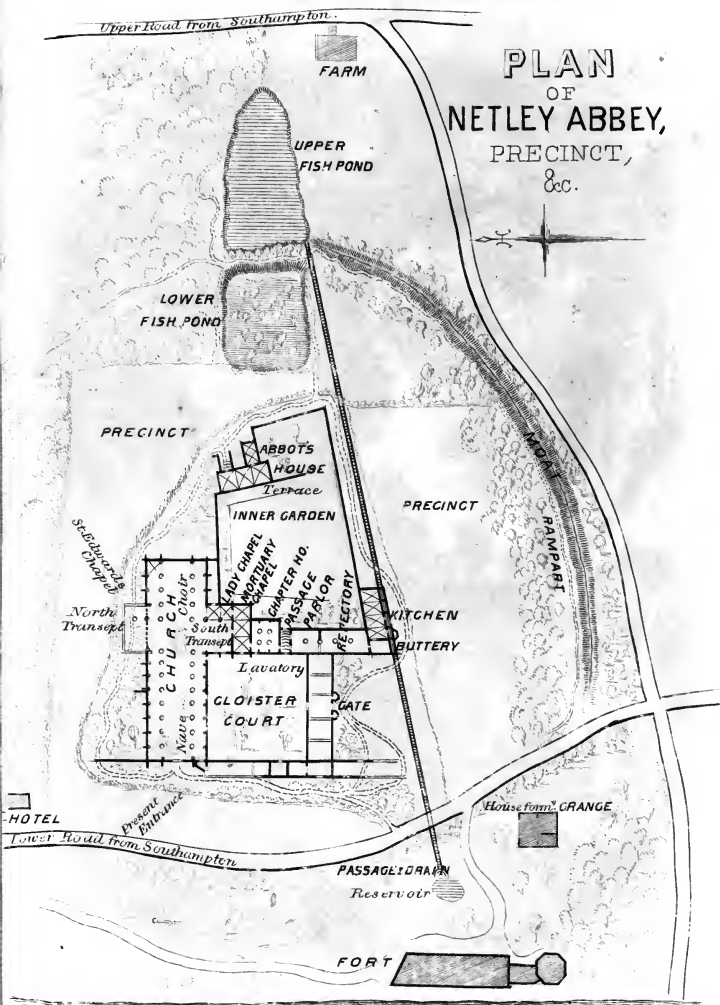 Upper Road from Southampton.
FARM
PLAN
OF
NETLEY ABBEY,
PRECINCT,
&c.
UPPER
FISH POND
LOWER
FISH POND
PRECINCT
ABBOTS
HOUSE
Terrace
INNER GARDEN
PRECINCT
MOAT
RAMPART
St. Edwards
Chapel
LADY CHAPEL
MORTUARY
CHAPEL
CHAPTER HO.
PASSAGE
PARLOR
REFECTORY
KITCHEN
BUTTERY
North
Transept
Choir
CHURCH
Nave
South
Transept
Lavatory
CLOISTER
COURT
GATE
HOTEL
Present
Entrance
Lower Road from Southampton
House form.^y GRANGE
PASSAGE & DRAIN
Reservoir
FORT